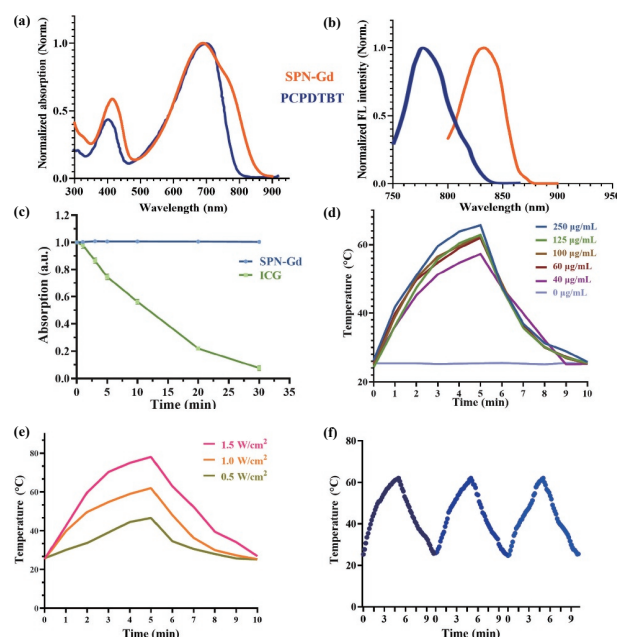 (a)
Normalized absorption (Norm.)
1.0
0.5
0.0
300 400 500 600 700 800 900
Wavelength (nm)
SPN-Gd
PCPDTBT
(b)
Normalized FL intensity (Norm.)
1.0
0.5
0.0
750 800 850 900 950
Wavelength (nm)
(c)
Absorption (a.u.)
1.2
1.0
0.8
0.6
0.4
0.2
0.0
0 5 10 15 20 25 30 35
Time (min)
SPN-Gd
ICG
(d)
Temperature (°C)
60
40
20
0 1 2 3 4 5 6 7 8 9 10
Time (min)
250 µg/mL
125 µg/mL
100 µg/mL
60 µg/mL
40 µg/mL
0 µg/mL
(e)
Temperature (°C)
80
60
40
20
0
0 1 2 3 4 5 6 7 8 9 10
Time (min)
1.5 W/cm²
1.0 W/cm²
0.5 W/cm²
(f)
Temperature (°C)
80
60
40
20
0
0 3 6 9 0 3 6 9 0 3 6 9
Time (min)